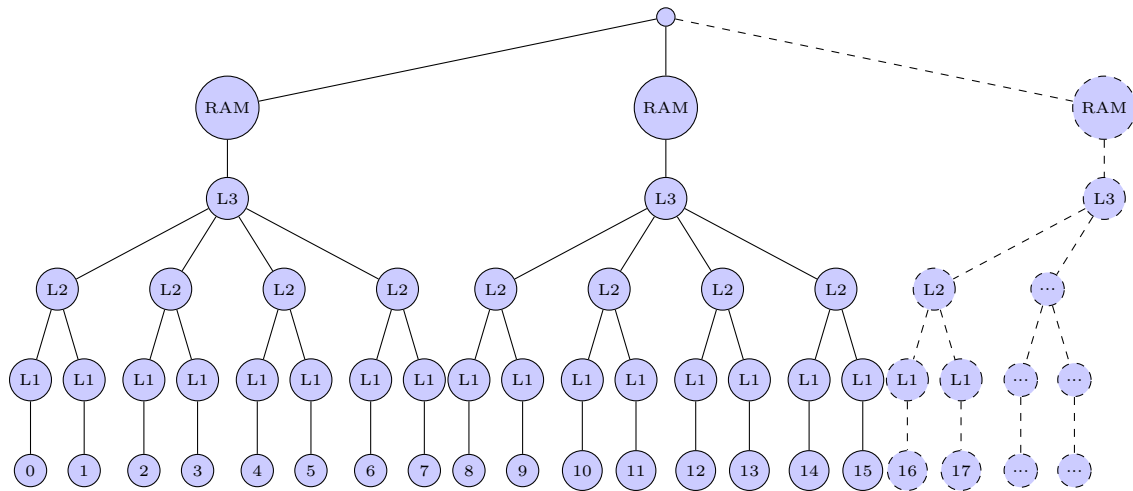 RAM RAM RAM
L3 L3 L3
L2 L2 L2 L2 L2 L2 L2 L2 L2 ...
L1 L1 L1 L1 L1 L1 L1 L1 L1 L1 L1 L1 L1 L1 L1 L1 L1 L1 ... ...
0 1 2 3 4 5 6 7 8 9 10 11 12 13 14 15 16 17 ... ...